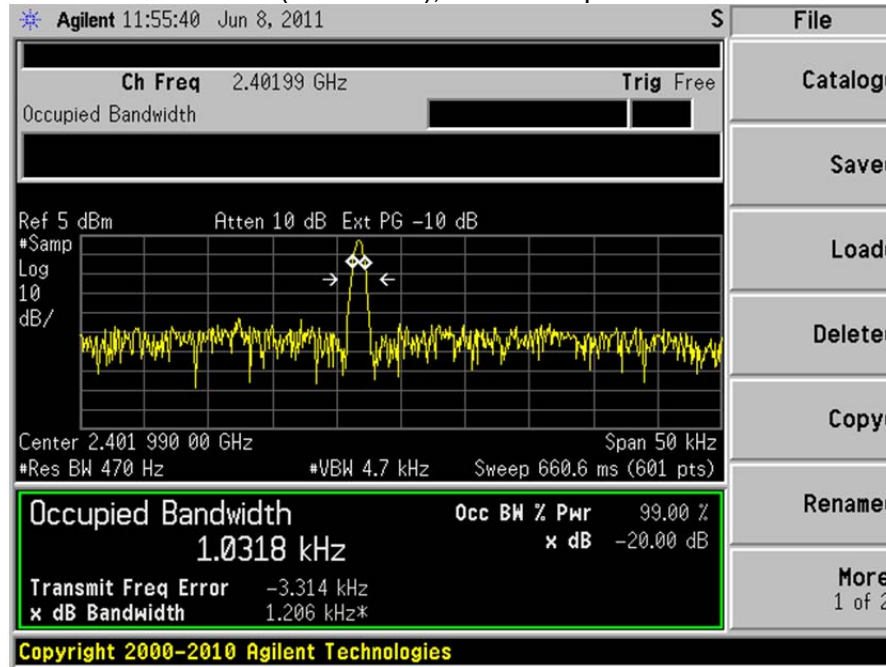 Agilent 11:55:40 Jun 8, 2011 S
File
Ch Freq 2.40199 GHz Trig Free
Occupied Bandwidth
Catalog
Save
Ref 5 dBm Atten 10 dB Ext PG -10 dB
#Samp
Log
10
dB/
Load
Delete
Copy
Center 2.401 990 00 GHz Span 50 kHz
#Res BW 470 Hz #VBW 4.7 kHz Sweep 660.6 ms (601 pts)
Rename
Occupied Bandwidth Occ BW % Pwr 99.00 %
1.0318 kHz x dB -20.00 dB
Transmit Freq Error -3.314 kHz
x dB Bandwidth 1.206 kHz*
More
1 of 2
Copyright 2000-2010 Agilent Technologies